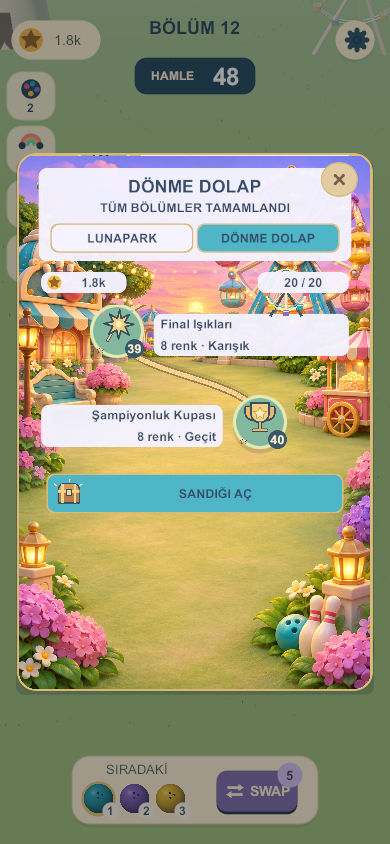 1.8k
BÖLÜM 12
HAMLE 48
2
DÖNME DOLAP
TÜM BÖLÜMLER TAMAMLANDI
LUNAPARK
DÖNME DOLAP
1.8k
20 / 20
Final Işıkları
8 renk · Karışık
39
Şampiyonluk Kupası
8 renk · Geçit
40
SANDIĞI AÇ
SIRADAKİ
1
2
3
SWAP
5